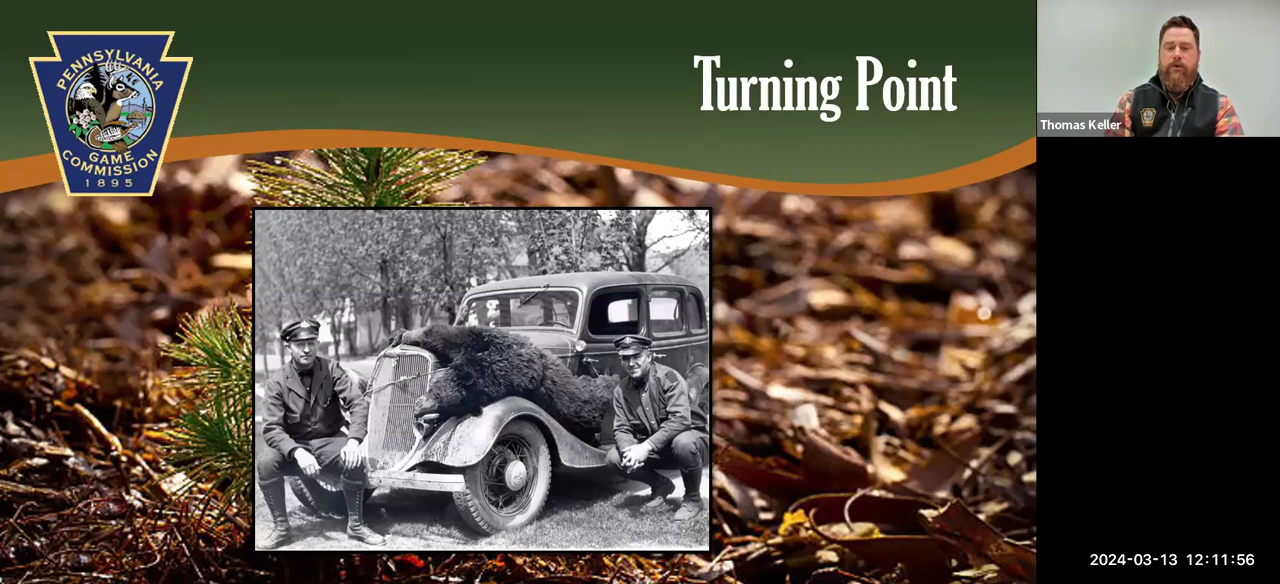 PENNSYLVANIA
GAME
COMMISSION
1895
Turning Point
Thomas Keller
2024-03-13 12:11:56